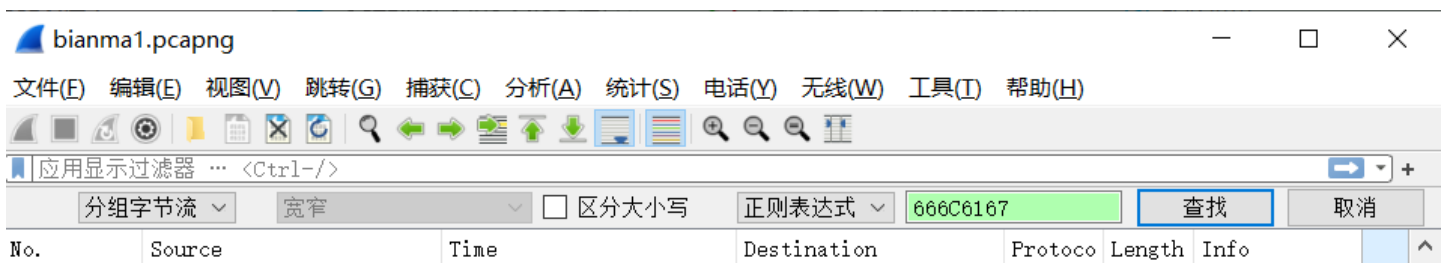 bianma1.pcapng
文件(F) 编辑(E) 视图(V) 跳转(G) 捕获(C) 分析(A) 统计(S) 电话(Y) 无线(W) 工具(T) 帮助(H)
应用显示过滤器 … <Ctrl-/>
分组字节流 宽窄 区分大小写 正则表达式 666C6167 查找 取消
No. Source Time Destination Protoco Length Info